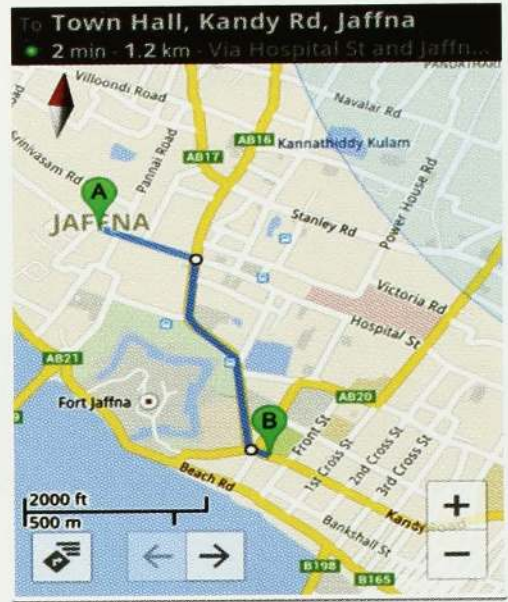 To Town Hall, Kandy Rd, Jaffna
2 min - 1.2 km - Via Hospital St and Jaffn...
PANDATHARI
Villoondi Road
Navalar Rd
AB16
Kannathiddy Kulam
AB17
Srinivasam Rd
Pannai Road
Power House Rd
A
JAFFNA
Stanley Rd
Victoria Rd
Hospital St
AB21
AB20
Fort Jaffna
B
Front St
1st Cross St
2nd Cross St
3rd Cross St
Beach Rd
2000 ft
500 m
Kandy Road
Bankshall St
B198
B165
+
−